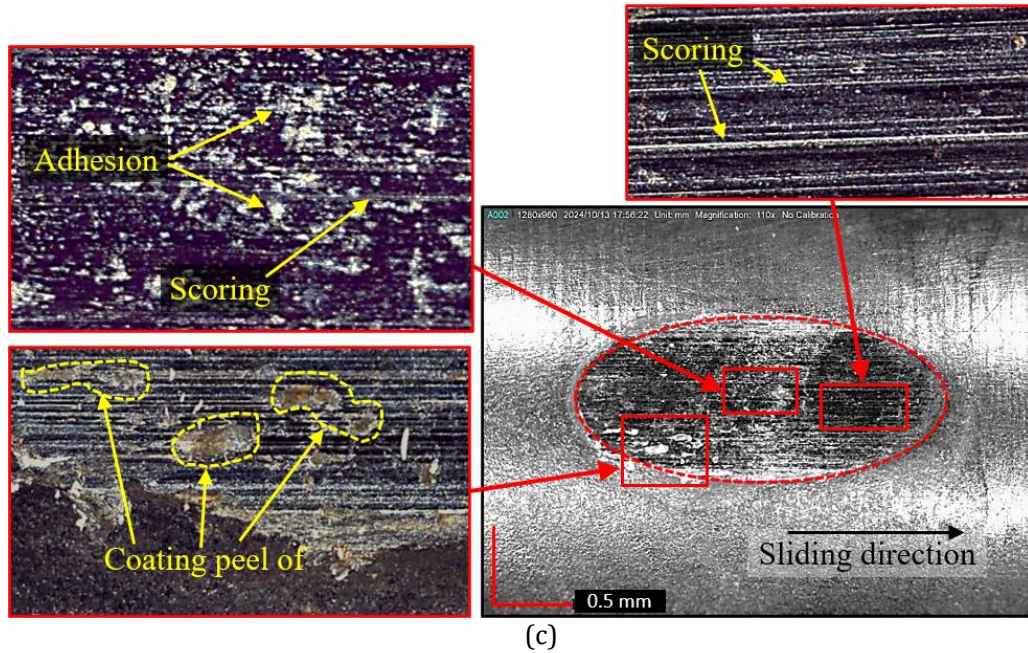 Adhesion
Scoring
Scoring
Coating peel of
A002 1280x960 2024/10/13 17:56:22 Unit: mm Magnification: 110x No Calibratio
Sliding direction
0.5 mm
(c)